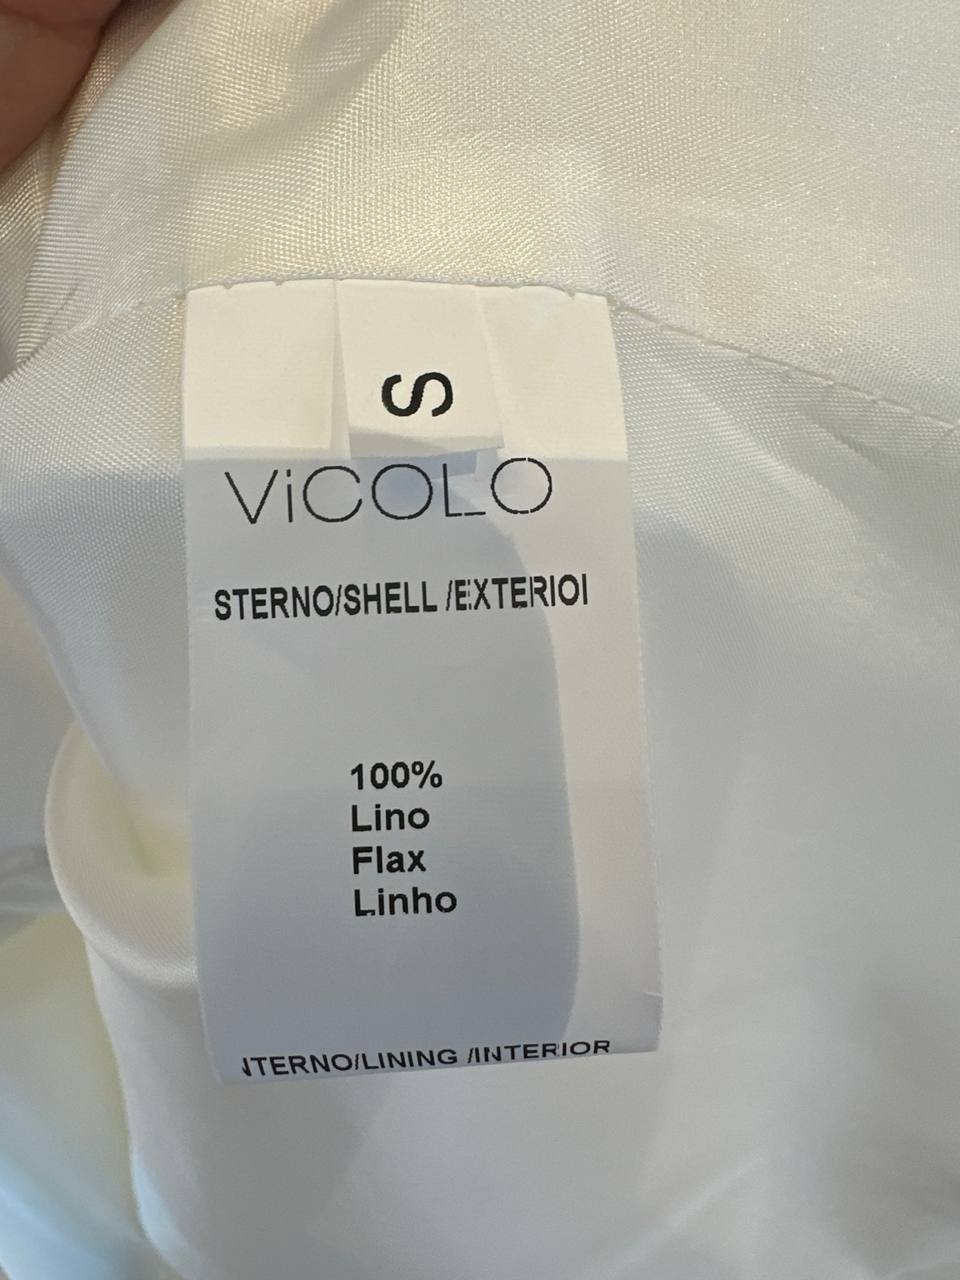 S
ViCOLO
STERNO/SHELL /EXTERIOI
100%
Lino
Flax
Linho
NTERNO/LINING /INTERIOR